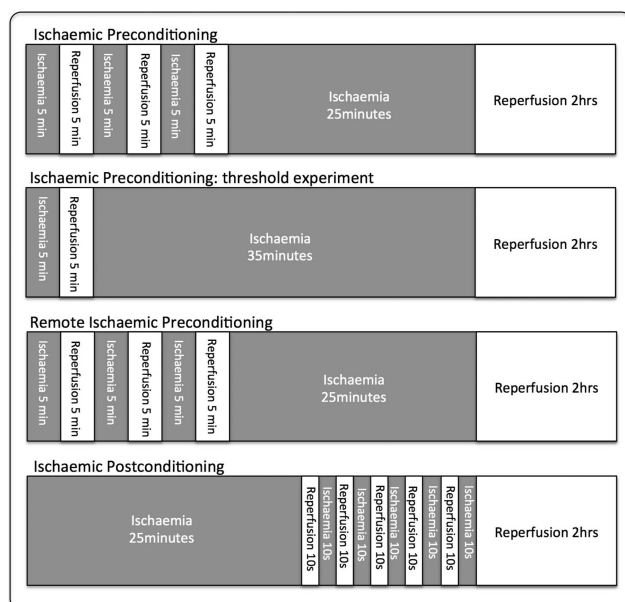 Ischaemic Preconditioning
Ischaemia 5 min
Reperfusion 5 min
Ischaemia 5 min
Reperfusion 5 min
Ischaemia 5 min
Reperfusion 5 min
Ischaemia
25minutes
Reperfusion 2hrs
Ischaemic Preconditioning: threshold experiment
Ischaemia 5 min
Reperfusion 5 min
Ischaemia
35minutes
Reperfusion 2hrs
Remote Ischaemic Preconditioning
Ischaemia 5 min
Reperfusion 5 min
Ischaemia 5 min
Reperfusion 5 min
Ischaemia 5 min
Reperfusion 5 min
Ischaemia
25minutes
Reperfusion 2hrs
Ischaemic Postconditioning
Ischaemia
25minutes
Reperfusion 10s
Ischaemia 10s
Reperfusion 10s
Ischaemia 10s
Reperfusion 10s
Ischaemia 10s
Reperfusion 10s
Ischaemia 10s
Reperfusion 10s
Ischaemia 10s
Reperfusion 2hrs